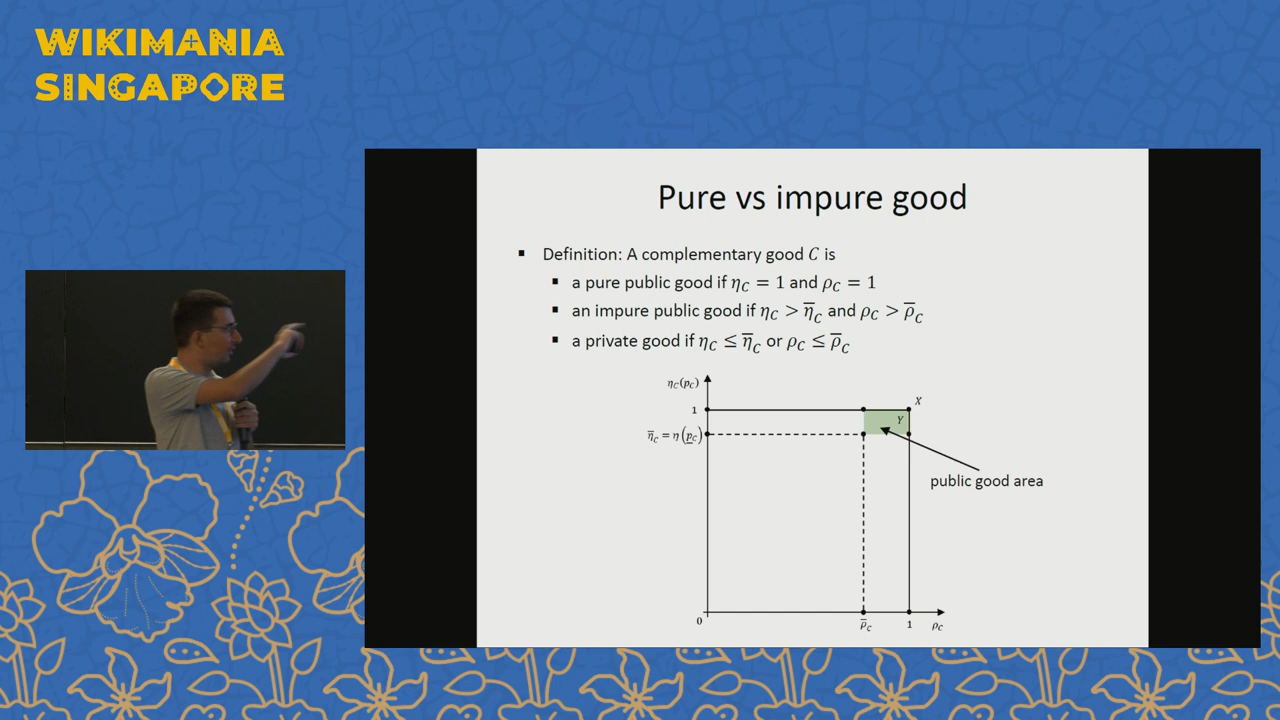 WIKIMANIA
SINGAPORE
Pure vs impure good
▪ Definition: A complementary good C is
▪ a pure public good if η_C = 1 and ρ_C = 1
▪ an impure public good if η_C > η̅_C and ρ_C > ρ̅_C
▪ a private good if η_C ≤ η̅_C or ρ_C ≤ ρ̅_C
η_C(p_C)
1
X
Y
η̅_C = η(p̲_C)
public good area
0
ρ̅_C
1
ρ_C